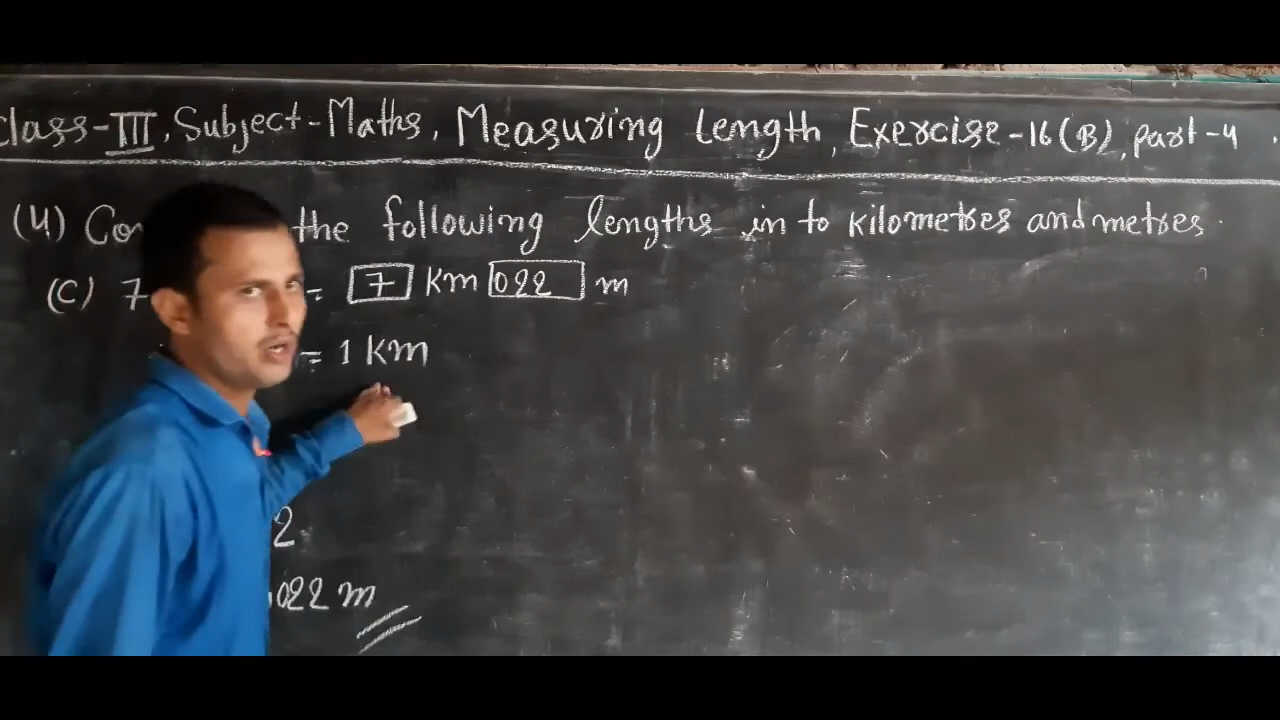 Class-III, Subject-Maths, Measuring Length, Exercise-16(B), part-4
(4) the following lengths in to kilometres and metres.
(C) 7 = 7 Km 022 m
= 1 Km
2
022 m